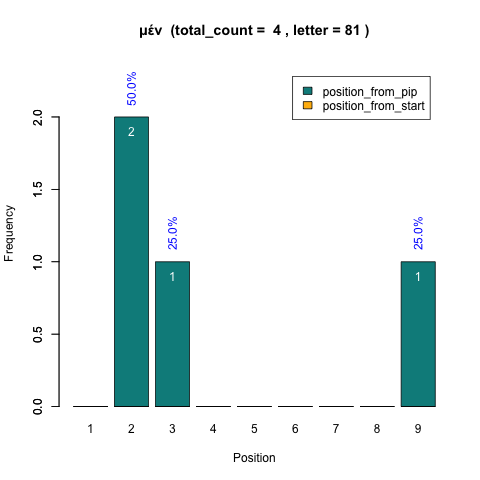 μέν (total_count = 4 , letter = 81 )
position_from_pip
position_from_start
50.0%
25.0%
25.0%
2
1
1
Frequency
2.0
1.5
1.0
0.5
0.0
1 2 3 4 5 6 7 8 9
Position